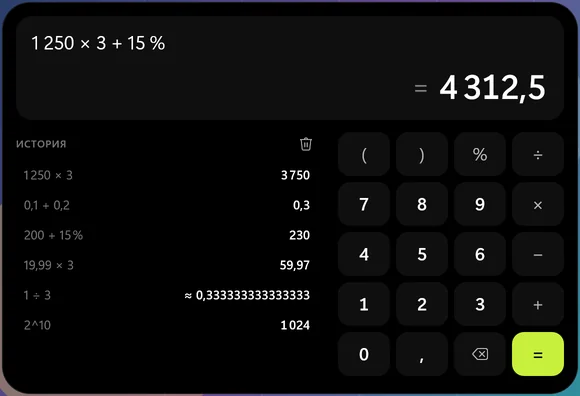 1 250 × 3 + 15 %
= 4 312,5
ИСТОРИЯ
1 250 × 3 3 750
0,1 + 0,2 0,3
200 + 15 % 230
19,99 × 3 59,97
1 ÷ 3 ≈ 0,333333333333333
2^10 1 024
( ) % ÷
7 8 9 ×
4 5 6 −
1 2 3 +
0 , =